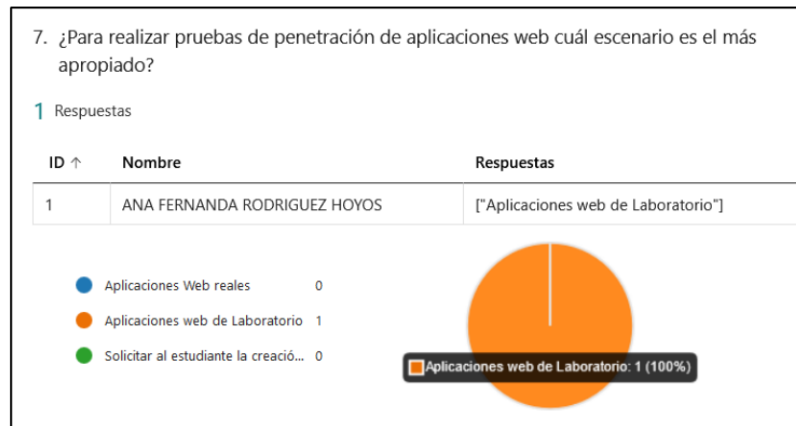 7. ¿Para realizar pruebas de penetración de aplicaciones web cuál escenario es el más
apropiado?
1 Respuestas
ID ↑ Nombre Respuestas
1 ANA FERNANDA RODRIGUEZ HOYOS ["Aplicaciones web de Laboratorio"]
Aplicaciones Web reales 0
Aplicaciones web de Laboratorio 1
Solicitar al estudiante la creació... 0
Aplicaciones web de Laboratorio: 1 (100%)